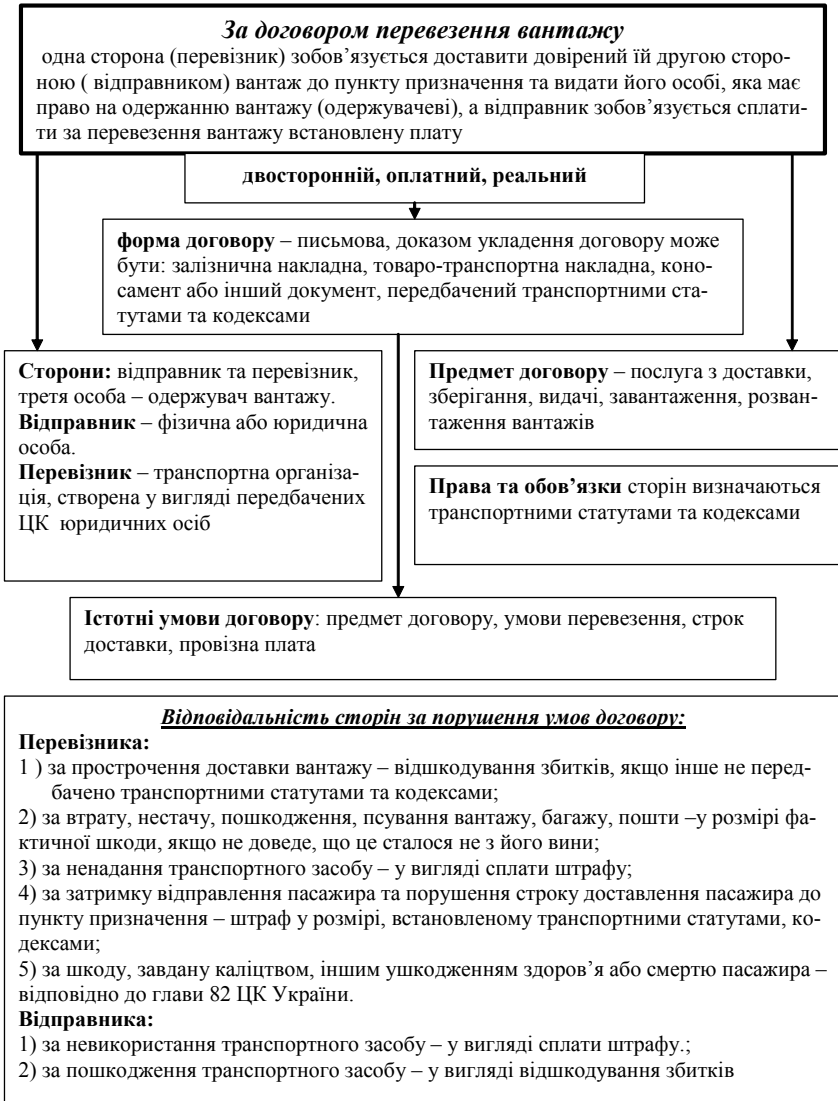 За договором перевезення вантажу
одна сторона (перевізник) зобов’язується доставити довірений їй другою сторо-
ною ( відправником) вантаж до пункту призначення та видати його особі, яка має
право на одержанню вантажу (одержувачеві), а відправник зобов’язується сплати-
ти за перевезення вантажу встановлену плату
двосторонній, оплатний, реальний
форма договору – письмова, доказом укладення договору може
бути: залізнична накладна, товаро-транспортна накладна, коно-
самент або інший документ, передбачений транспортними ста-
тутами та кодексами
Сторони: відправник та перевізник,
третя особа – одержувач вантажу.
Відправник – фізична або юридична
особа.
Перевізник – транспортна організа-
ція, створена у вигляді передбачених
ЦК юридичних осіб
Предмет договору – послуга з доставки,
зберігання, видачі, завантаження, розван-
таження вантажів
Права та обов’язки сторін визначаються
транспортними статутами та кодексами
Істотні умови договору: предмет договору, умови перевезення, строк
доставки, провізна плата
Відповідальність сторін за порушення умов договору:
Перевізника:
1 ) за прострочення доставки вантажу – відшкодування збитків, якщо інше не перед-
бачено транспортними статутами та кодексами;
2) за втрату, нестачу, пошкодження, псування вантажу, багажу, пошти –у розмірі фа-
ктичної шкоди, якщо не доведе, що це сталося не з його вини;
3) за ненадання транспортного засобу – у вигляді сплати штрафу;
4) за затримку відправлення пасажира та порушення строку доставлення пасажира до
пункту призначення – штраф у розмірі, встановленому транспортними статутами, ко-
дексами;
5) за шкоду, завдану каліцтвом, іншим ушкодженням здоров’я або смертю пасажира –
відповідно до глави 82 ЦК України.
Відправника:
1) за невикористання транспортного засобу – у вигляді сплати штрафу.;
2) за пошкодження транспортного засобу – у вигляді відшкодування збитків